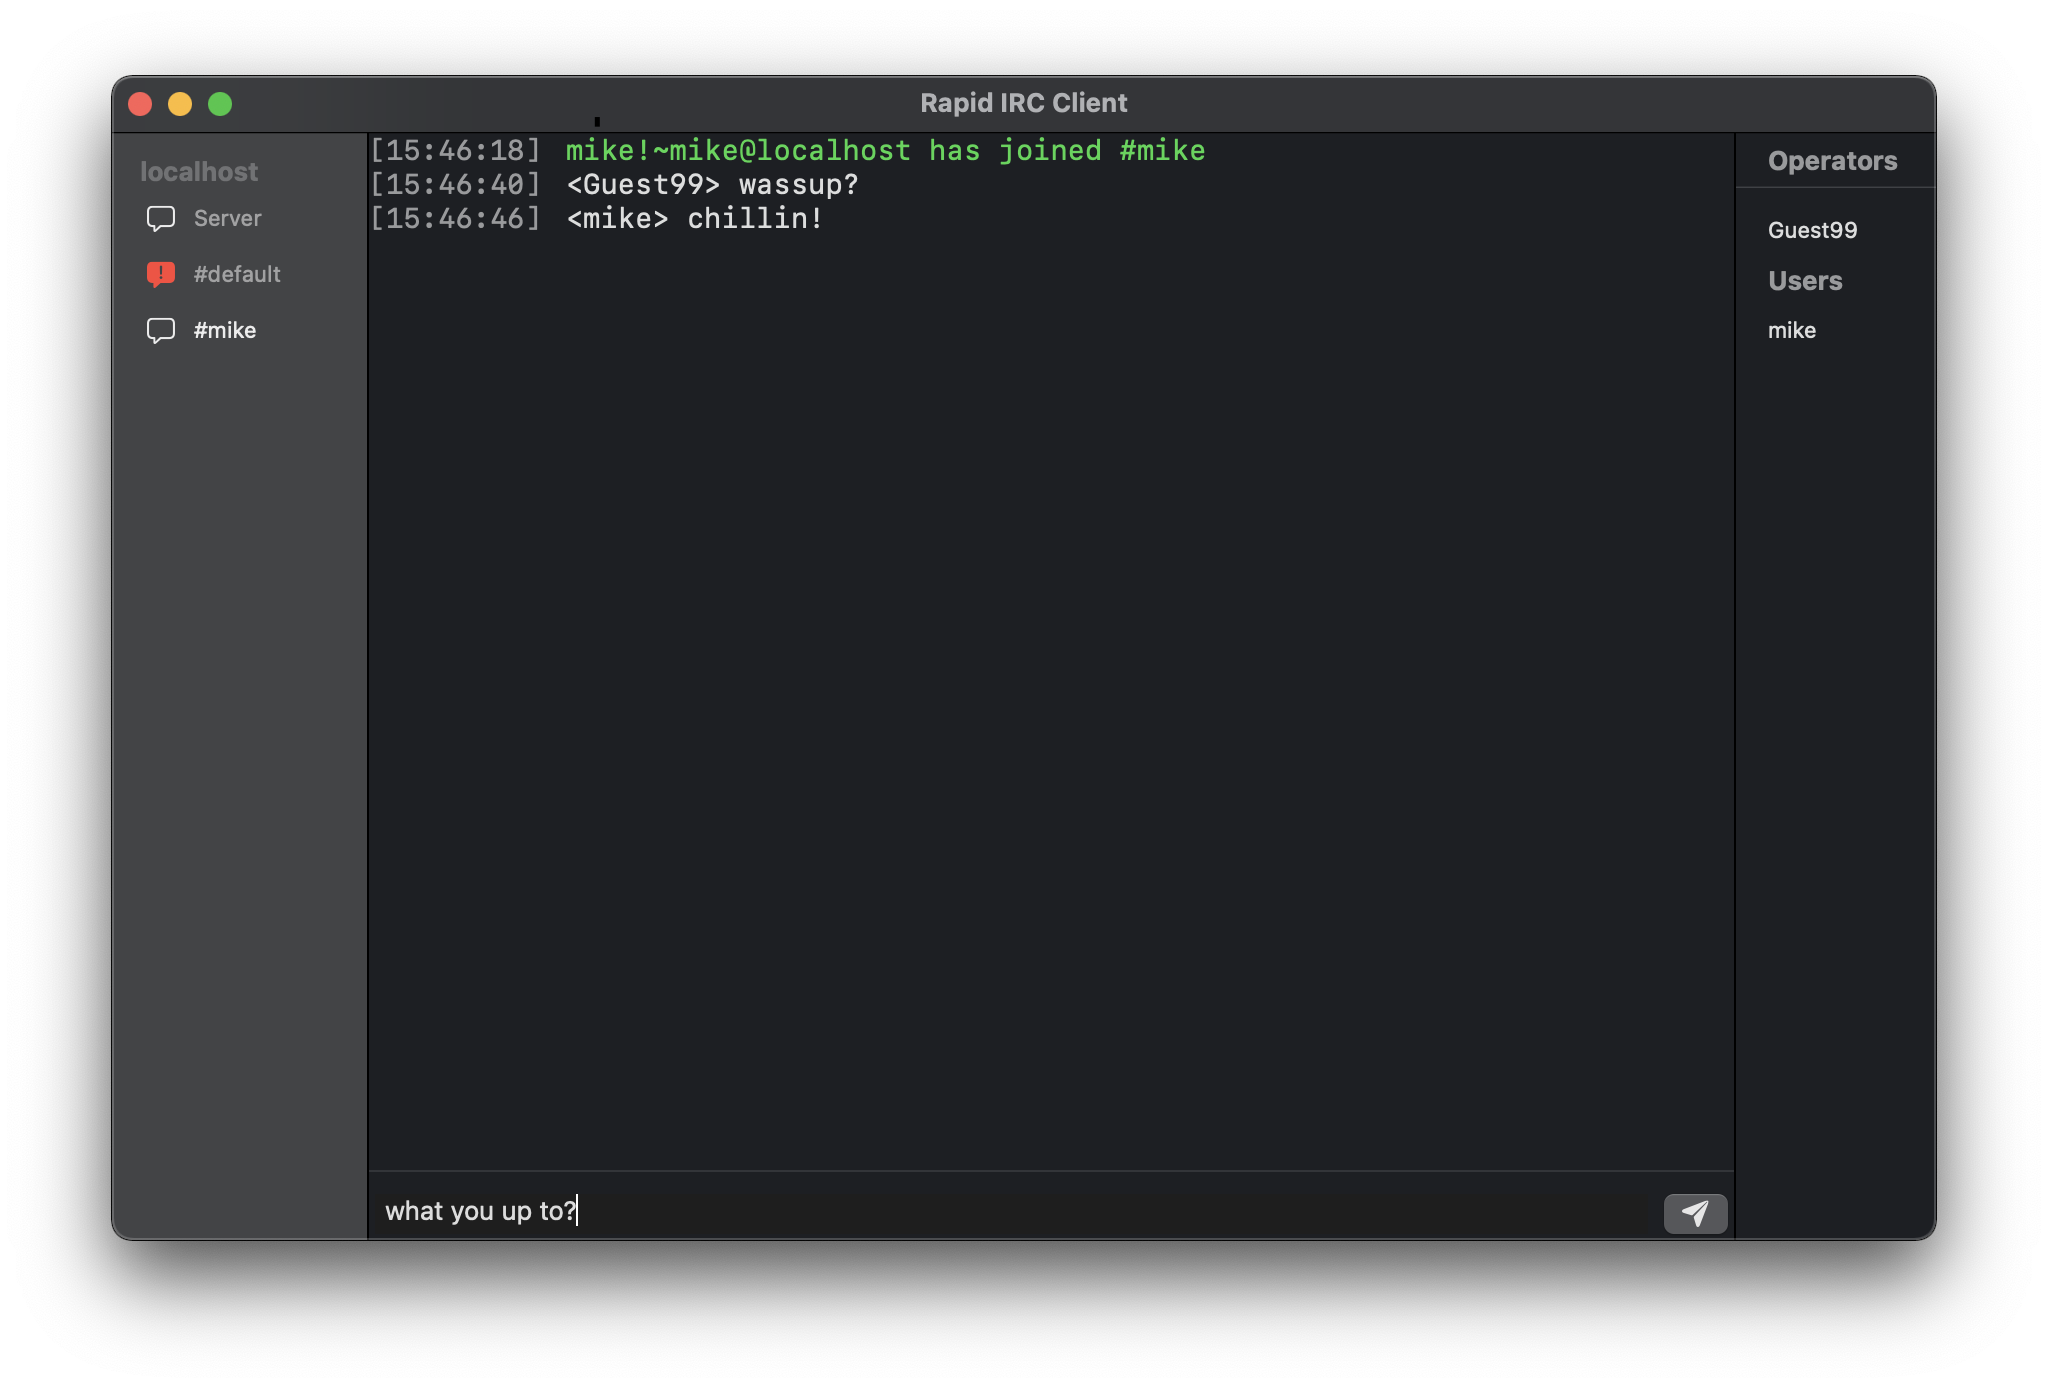 Rapid IRC Client
localhost
Server
#default
#mike
[15:46:18] mike!~mike@localhost has joined #mike
[15:46:40] <Guest99> wassup?
[15:46:46] <mike> chillin!
what you up to?
Operators
Guest99
Users
mike